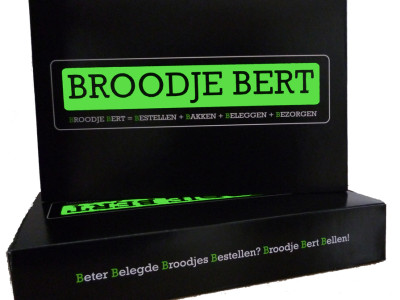 BROODJE BERT
BROODJE BERT = BESTELLEN + BAKKEN + BELEGGEN + BEZORGEN
Beter Belegde Broodjes Bestellen? Broodje Bert Bellen!